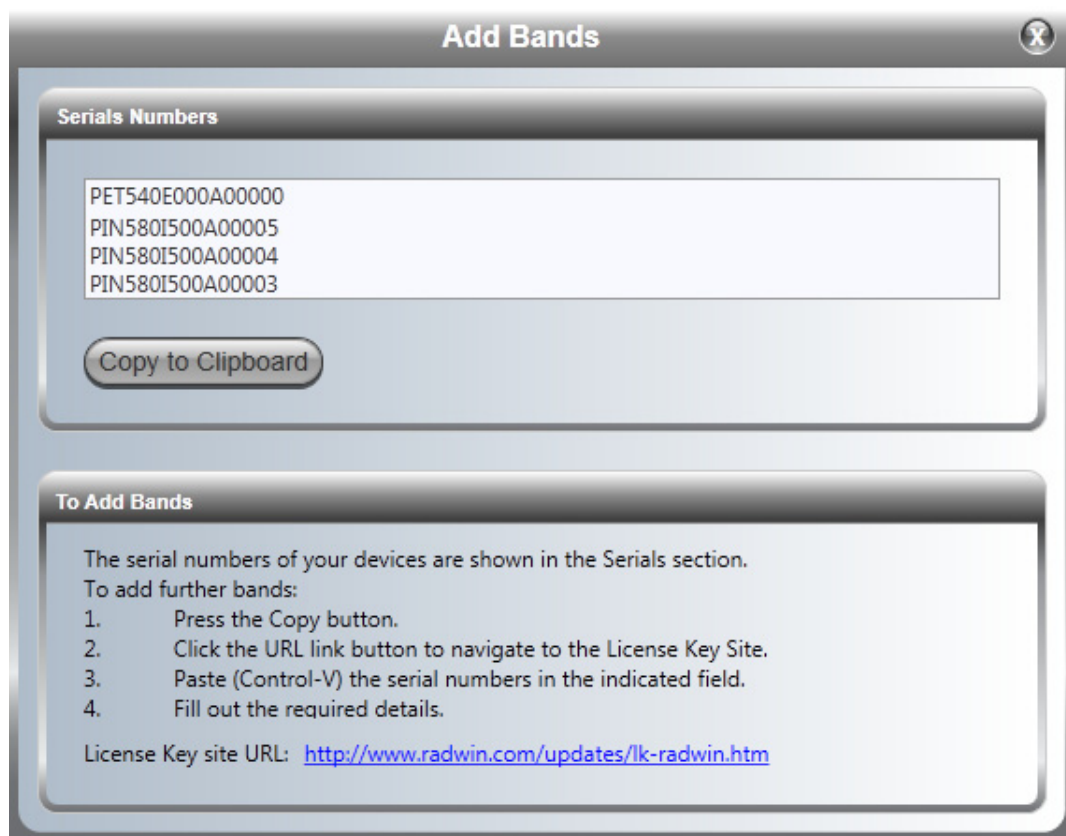 Add Bands
X
Serials Numbers
PET540E000A00000
PIN580I500A00005
PIN580I500A00004
PIN580I500A00003
Copy to Clipboard
To Add Bands
The serial numbers of your devices are shown in the Serials section.
To add further bands:
1. Press the Copy button.
2. Click the URL link button to navigate to the License Key Site.
3. Paste (Control-V) the serial numbers in the indicated field.
4. Fill out the required details.
License Key site URL: http://www.radwin.com/updates/lk-radwin.htm